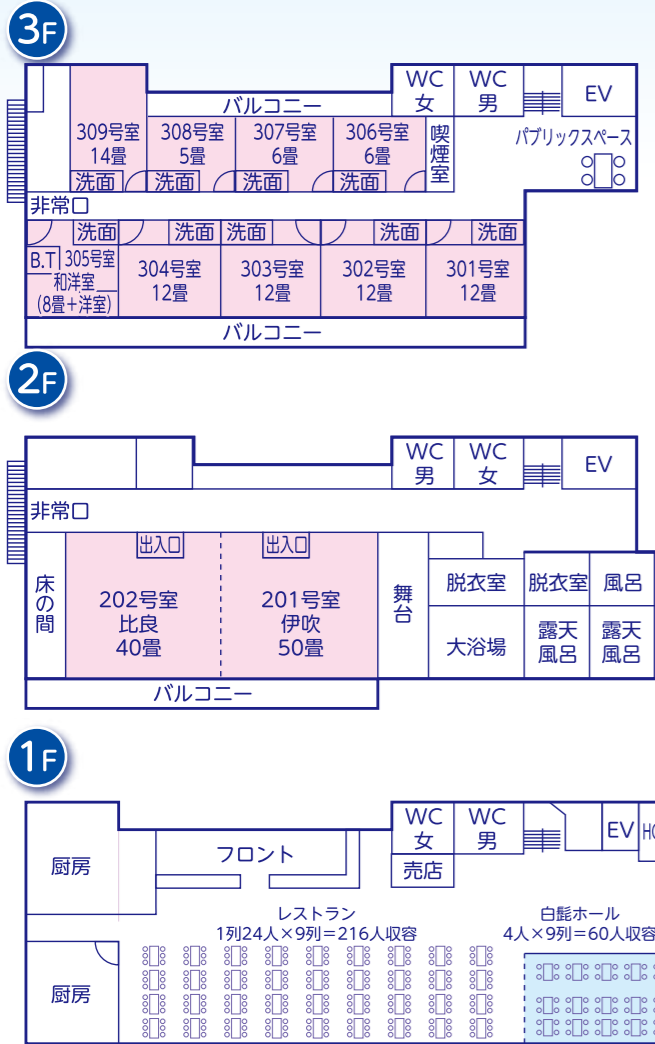 3F
WC
女
WC
男
EV
バルコニー
309号室
14畳
308号室
5畳
307号室
6畳
306号室
6畳
喫煙室
パブリックスペース
洗面
洗面
洗面
洗面
非常口
洗面
洗面
洗面
洗面
洗面
B.T
305号室
和洋室
(8畳+洋室)
304号室
12畳
303号室
12畳
302号室
12畳
301号室
12畳
バルコニー
2F
WC
男
WC
女
EV
非常口
出入口
出入口
床の間
202号室
比良
40畳
201号室
伊吹
50畳
舞台
脱衣室
脱衣室
風呂
大浴場
露天
風呂
露天
風呂
バルコニー
1F
WC
女
WC
男
EV
厨房
フロント
売店
レストラン
1列24人×9列=216人収容
白髭ホール
4人×9列=60人収容
厨房